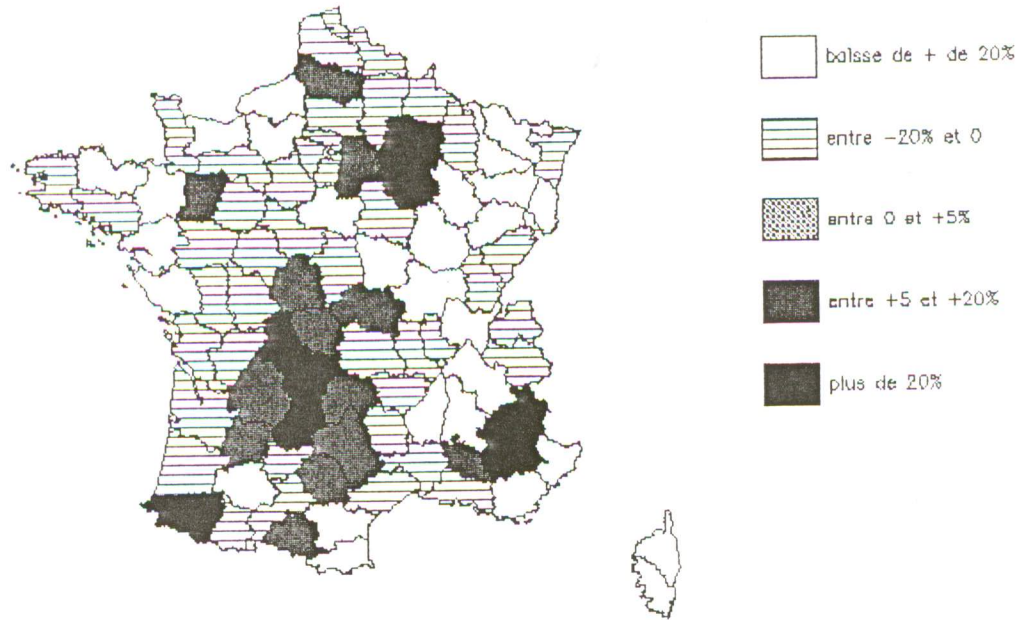 baisse de + de 20%
entre -20% et 0
entre 0 et +5%
entre +5 et +20%
plus de 20%